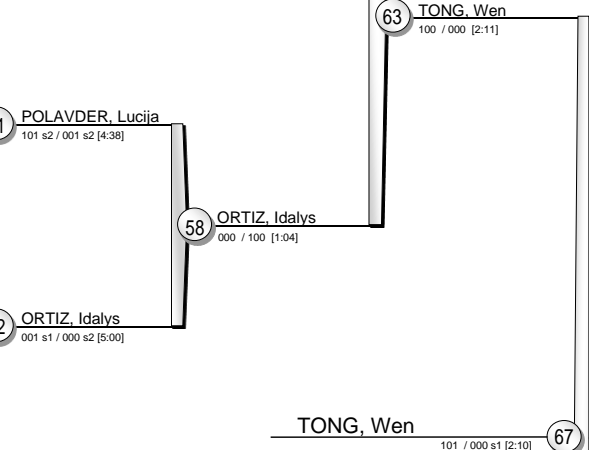 63 TONG, Wen
100 / 000 [2:11]
1 POLAVDER, Lucija
101 s2 / 001 s2 [4:38]
58 ORTIZ, Idalys
000 / 100 [1:04]
2 ORTIZ, Idalys
001 s1 / 000 s2 [5:00]
TONG, Wen
101 / 000 s1 [2:10]
67